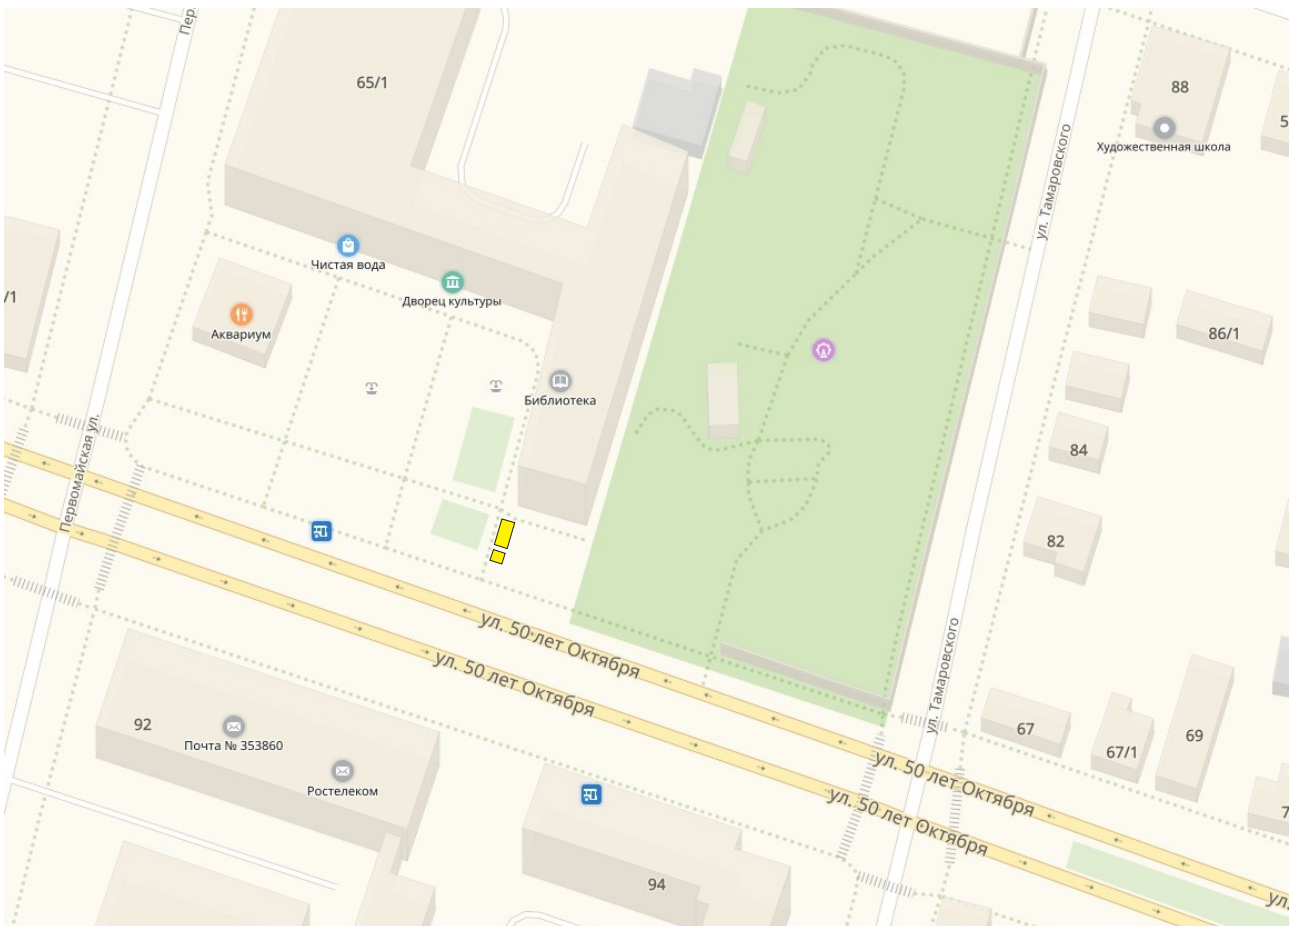 Пер
65/1
88
5
Художественная школа
ул. Тамаровского
Чистая вода
Дворец культуры
/1
Аквариум
86/1
Библиотека
Первомайская ул.
84
82
ул. 50 лет Октября
ул. 50 лет Октября
ул. Тамаровского
92
Почта № 353860
Ростелеком
67
67/1
69
ул. 50 лет Октября
ул. 50 лет Октября
7
94
ул.